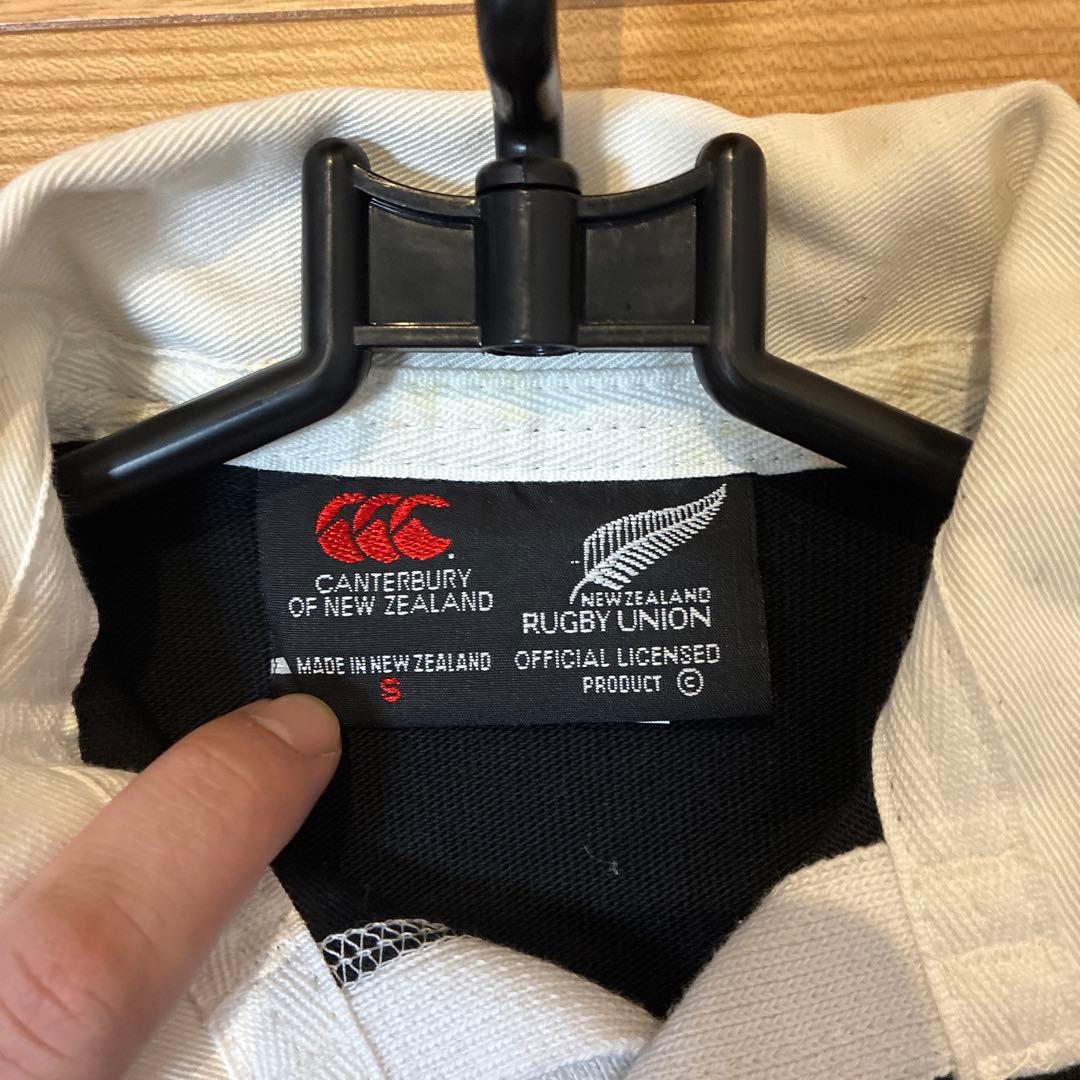 CANTERBURY
OF NEW ZEALAND
MADE IN NEW ZEALAND
S
NEW ZEALAND
RUGBY UNION
OFFICIAL LICENSED
PRODUCT ©